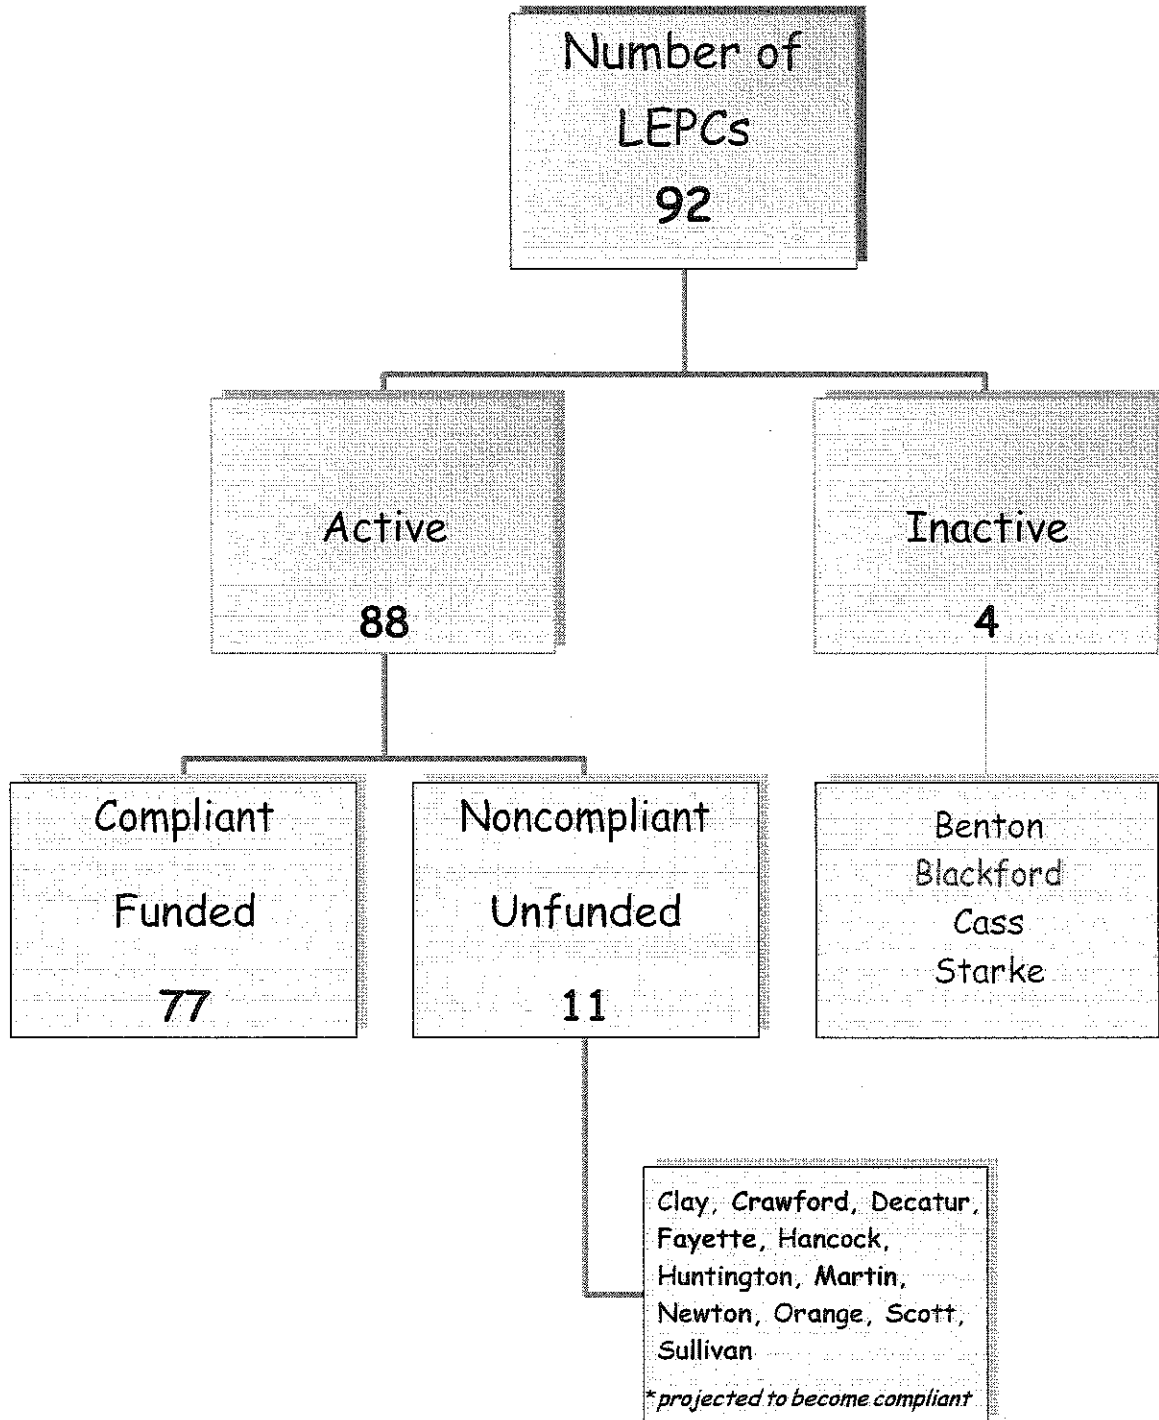 Number of
LEPCs
92
Active
88
Inactive
4
Compliant
Funded
77
Noncompliant
Unfunded
11
Benton
Blackford
Cass
Starke
Clay, Crawford, Decatur,
Fayette, Hancock,
Huntington, Martin,
Newton, Orange, Scott,
Sullivan
*projected to become compliant